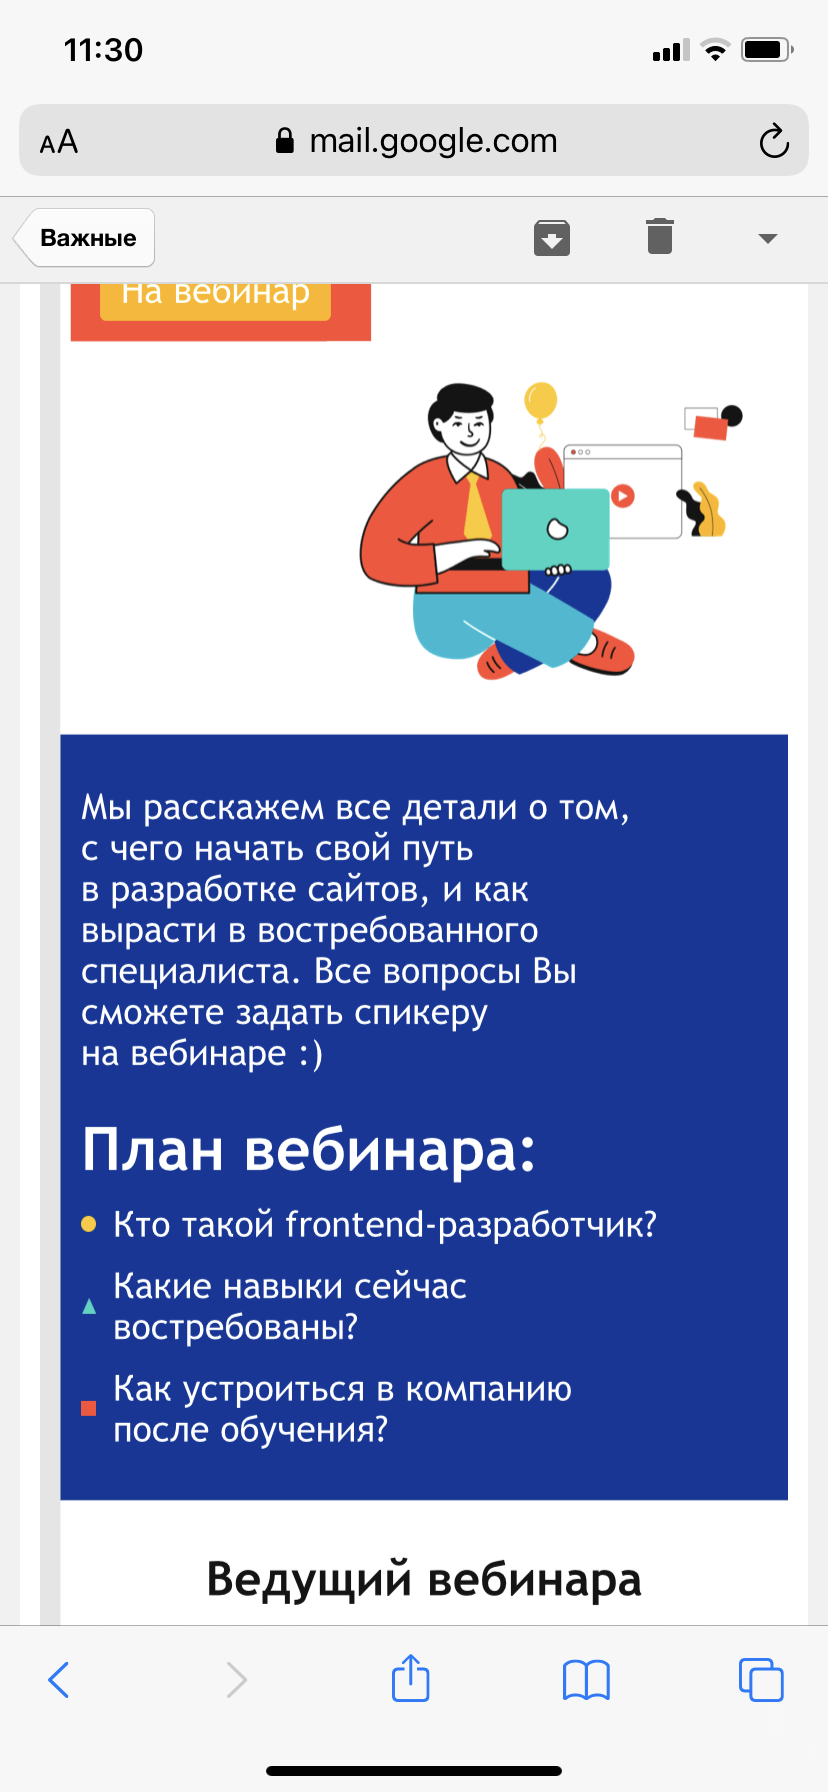 11:30
AA
mail.google.com
Важные
На вебинар
Мы расскажем все детали о том,
с чего начать свой путь
в разработке сайтов, и как
вырасти в востребованного
специалиста. Все вопросы Вы
сможете задать спикеру
на вебинаре :)
План вебинара:
Кто такой frontend-разработчик?
Какие навыки сейчас
востребованы?
Как устроиться в компанию
после обучения?
Ведущий вебинара